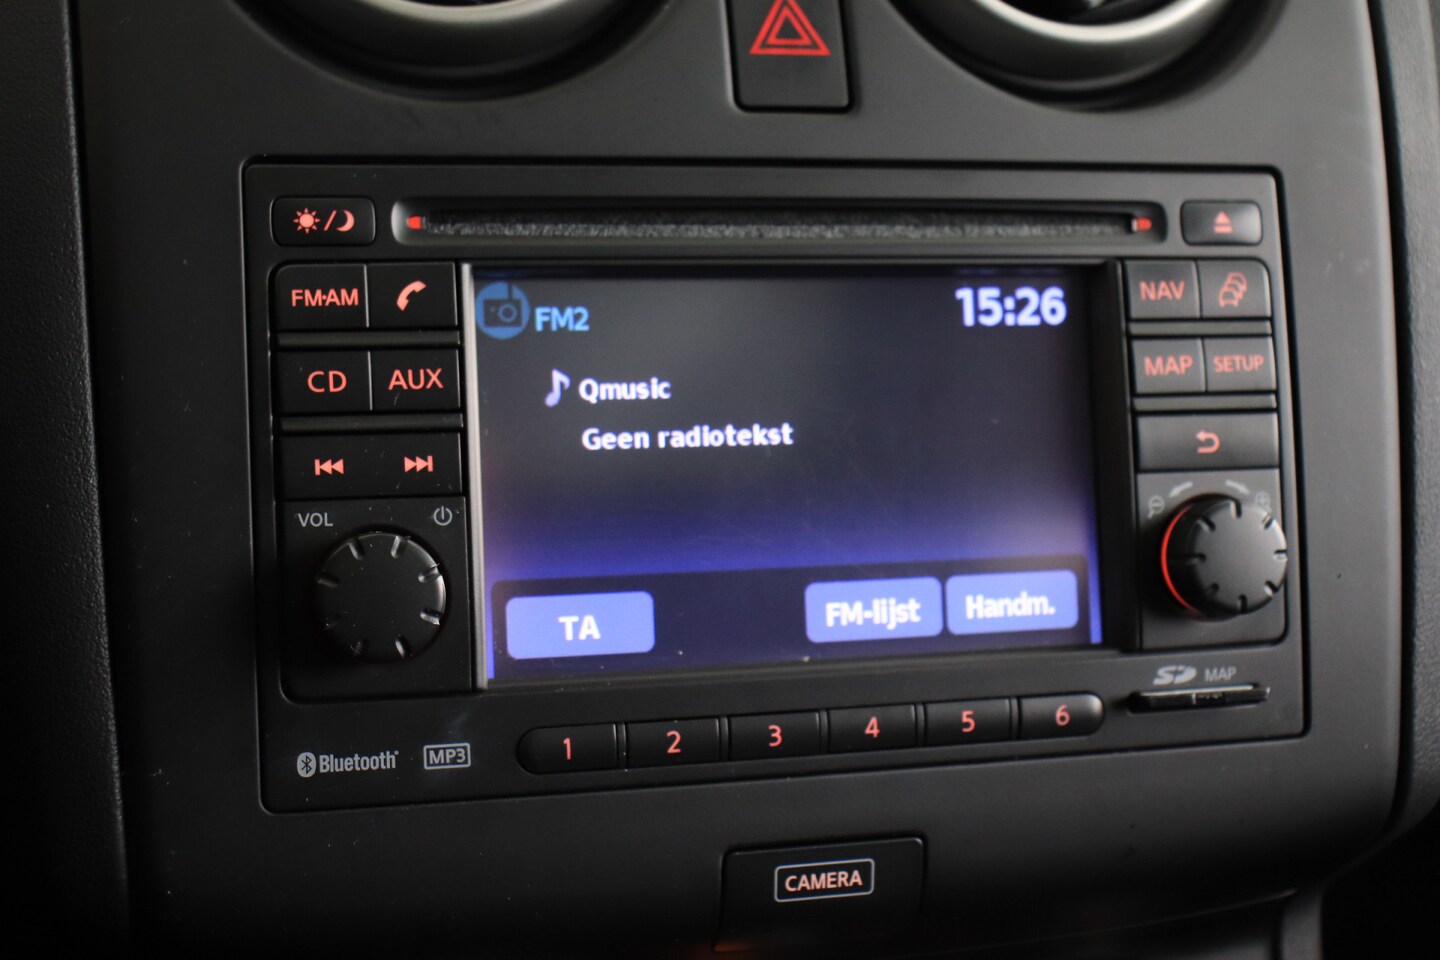 FM·AM
CD
AUX
VOL
FM2
15:26
Qmusic
Geen radiotekst
TA
FM-lijst
Handm.
NAV
MAP
SETUP
SD MAP
1 2 3 4 5 6
Bluetooth®
MP3
CAMERA